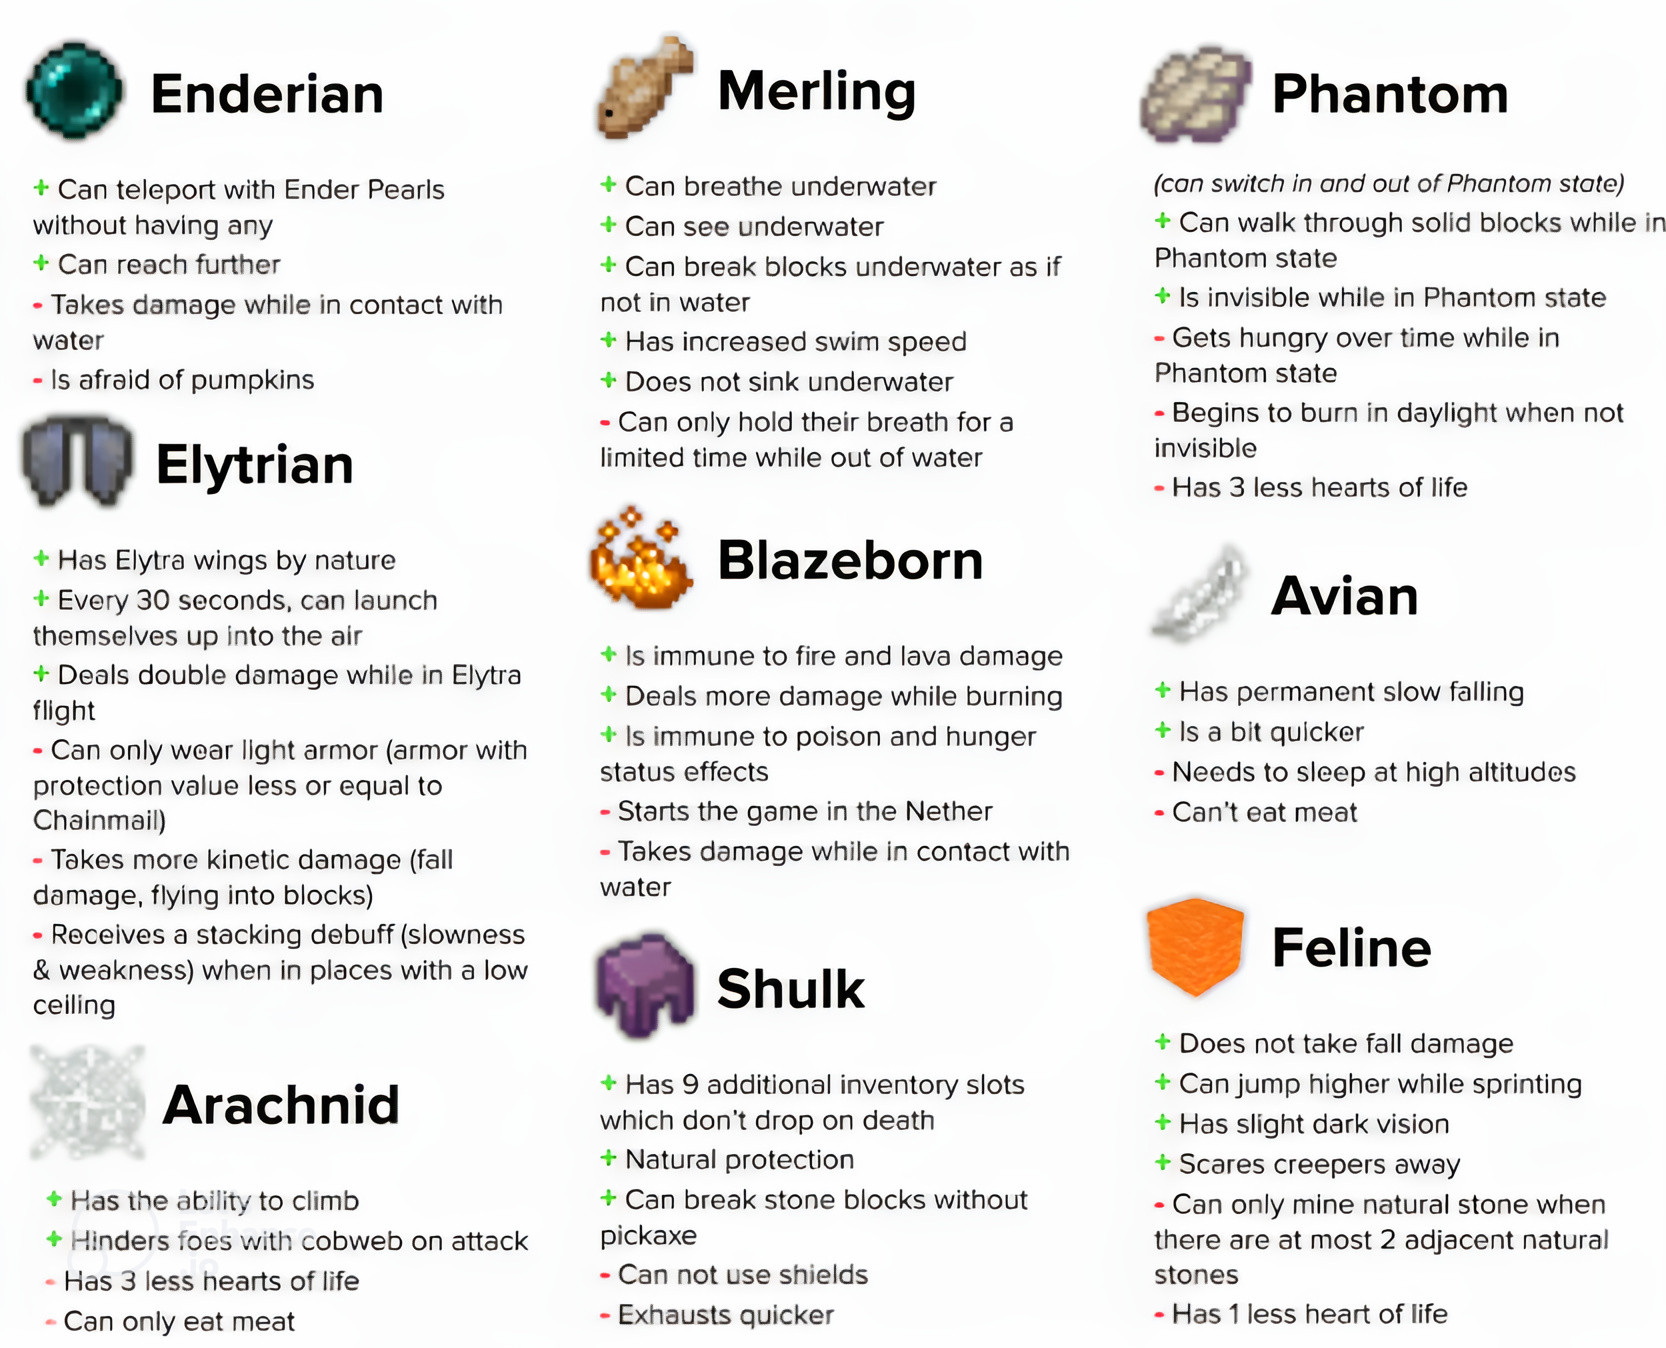 Enderian
+ Can teleport with Ender Pearls
without having any
+ Can reach further
- Takes damage while in contact with
water
- Is afraid of pumpkins
Elytrian
+ Has Elytra wings by nature
+ Every 30 seconds, can launch
themselves up into the air
+ Deals double damage while in Elytra
flight
- Can only wear light armor (armor with
protection value less or equal to
Chainmail)
- Takes more kinetic damage (fall
damage, flying into blocks)
- Receives a stacking debuff (slowness
& weakness) when in places with a low
ceiling
Arachnid
+ Has the ability to climb
+ Hinders foes with cobweb on attack
- Has 3 less hearts of life
- Can only eat meat
Merling
+ Can breathe underwater
+ Can see underwater
+ Can break blocks underwater as if
not in water
+ Has increased swim speed
+ Does not sink underwater
- Can only hold their breath for a
limited time while out of water
Blazeborn
+ Is immune to fire and lava damage
+ Deals more damage while burning
+ Is immune to poison and hunger
status effects
- Starts the game in the Nether
- Takes damage while in contact with
water
Shulk
+ Has 9 additional inventory slots
which don't drop on death
+ Natural protection
+ Can break stone blocks without
pickaxe
- Can not use shields
- Exhausts quicker
Phantom
(can switch in and out of Phantom state)
+ Can walk through solid blocks while in
Phantom state
+ Is invisible while in Phantom state
- Gets hungry over time while in
Phantom state
- Begins to burn in daylight when not
invisible
- Has 3 less hearts of life
Avian
+ Has permanent slow falling
+ Is a bit quicker
- Needs to sleep at high altitudes
- Can't eat meat
Feline
+ Does not take fall damage
+ Can jump higher while sprinting
+ Has slight dark vision
+ Scares creepers away
- Can only mine natural stone when
there are at most 2 adjacent natural
stones
- Has 1 less heart of life